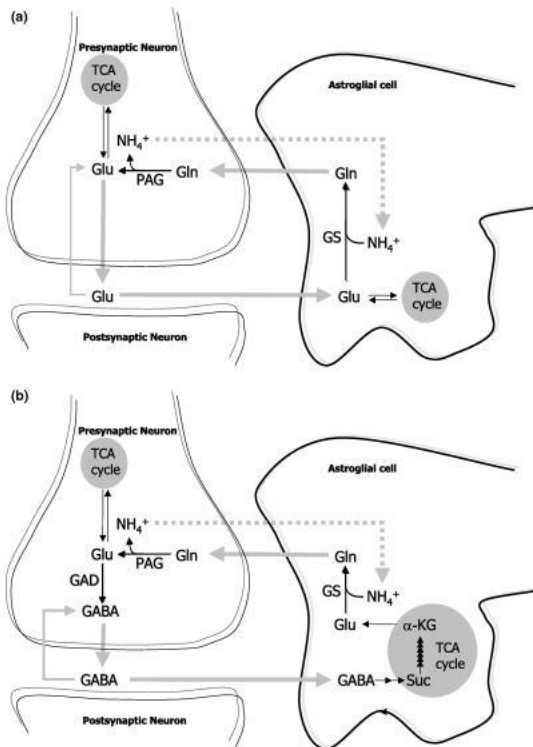 (a)
Presynaptic Neuron
TCA
cycle
Astroglial cell
NH₄⁺
Glu
PAG
Gln
Gln
GS
NH₄⁺
Glu
Glu
TCA
cycle
Postsynaptic Neuron
(b)
Presynaptic Neuron
TCA
cycle
Astroglial cell
NH₄⁺
Glu
PAG
Gln
Gln
GAD
GS
NH₄⁺
GABA
Glu
α-KG
TCA
cycle
GABA
GABA
Suc
Postsynaptic Neuron